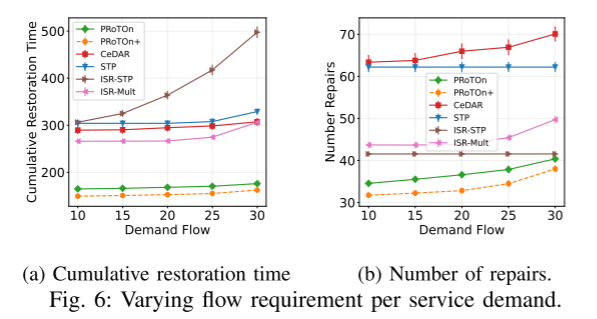 Cumulative Restoration Time
500
400
300
200
PRoTOn
PRoTOn+
CeDAR
STP
ISR-STP
ISR-Mult
10 15 20 25 30
Demand Flow
Number Repairs
70
60
50
40
30
PRoTOn
PRoTOn+
CeDAR
STP
ISR-STP
ISR-Mult
10 15 20 25 30
Demand Flow
(a) Cumulative restoration time
(b) Number of repairs.
Fig. 6: Varying flow requirement per service demand.